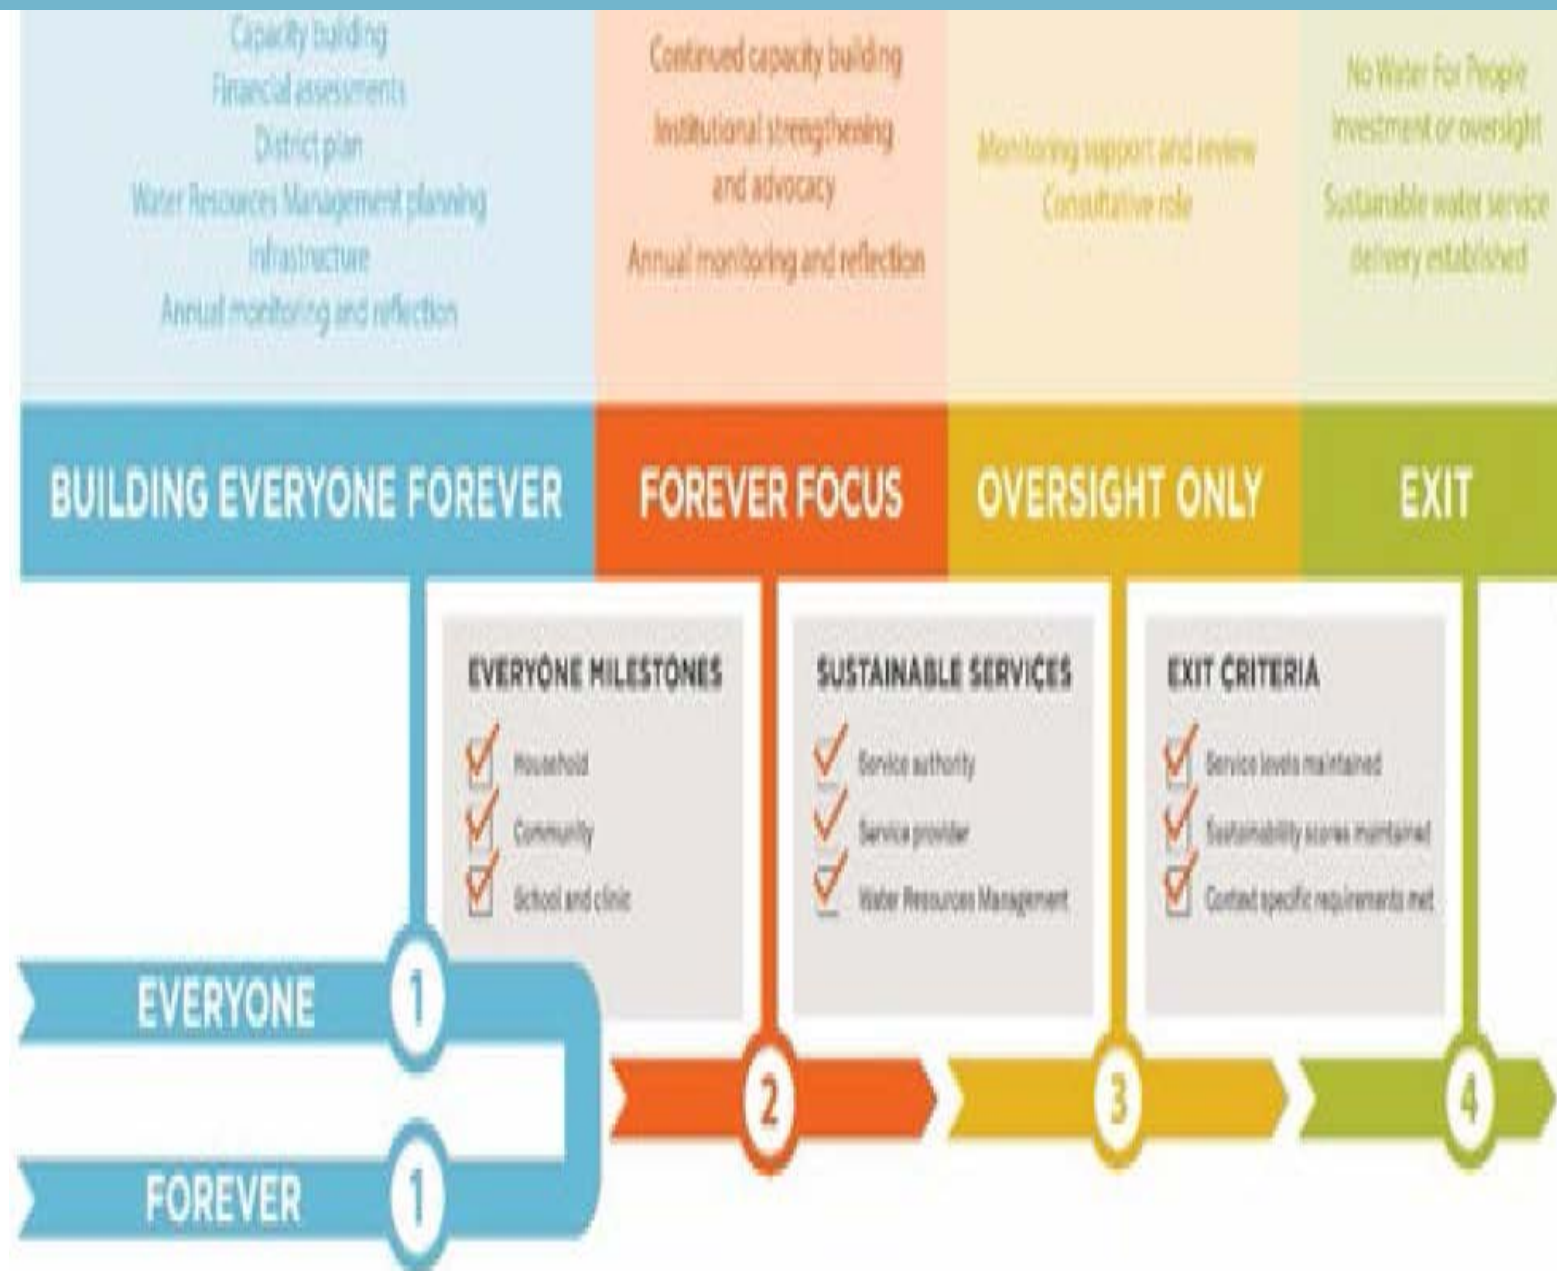 Capacity building
Financial assessments
District plan
Water Resources Management planning
Infrastructure
Annual monitoring and reflection
Continued capacity building
Institutional strengthening
and advocacy
Annual monitoring and reflection
Monitoring support and review
Consultative role
No Water For People
investment or oversight
Sustainable water service
delivery established
BUILDING EVERYONE FOREVER
FOREVER FOCUS
OVERSIGHT ONLY
EXIT
EVERYONE MILESTONES
Household
Community
School and clinic
SUSTAINABLE SERVICES
Service authority
Service provider
Water Resources Management
EXIT CRITERIA
Service levels maintained
Sustainability scores maintained
Context specific requirements met
EVERYONE
1
FOREVER
1
2
3
4